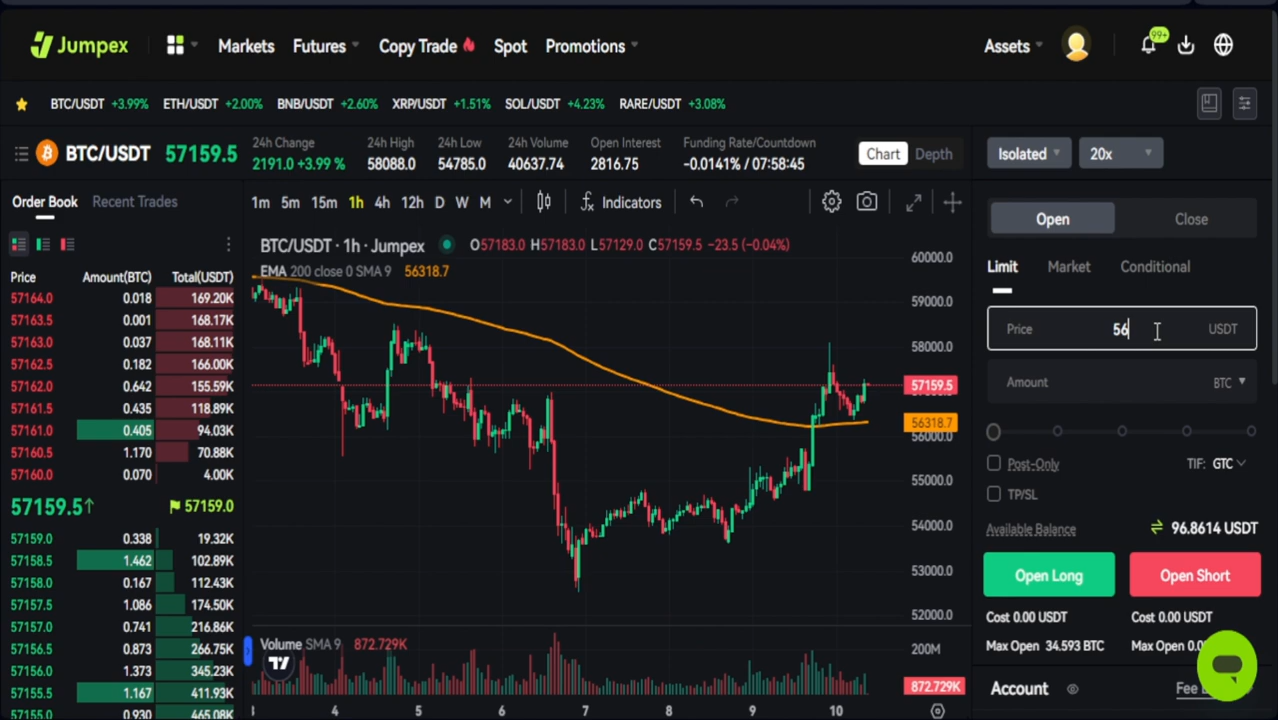 Jumpex
Markets Futures Copy Trade Spot Promotions
Assets
99+
BTC/USDT +3.99% ETH/USDT +2.00% BNB/USDT +2.60% XRP/USDT +1.51% SOL/USDT +4.23% RARE/USDT +3.08%
BTC/USDT 57159.5
24h Change 24h High 24h Low 24h Volume Open Interest Funding Rate/Countdown
2191.0 +3.99 % 58088.0 54785.0 40637.74 2816.75 -0.0141% / 07:58:45
Chart Depth
Isolated 20x
Order Book Recent Trades
1m 5m 15m 1h 4h 12h D W M Indicators
Open Close
BTC/USDT · 1h · Jumpex O57183.0 H57183.0 L57129.0 C57159.5 −23.5 (−0.04%)
EMA 200 close 0 SMA 9 56318.7
Price Amount(BTC) Total(USDT)
57164.0 0.018 169.20K
57163.5 0.001 168.17K
57163.0 0.037 168.11K
57162.5 0.182 166.00K
57162.0 0.642 155.59K
57161.5 0.435 118.89K
57161.0 0.405 94.03K
57160.5 1.170 70.88K
57160.0 0.070 4.00K
57159.5↑ 57159.0
57159.0 0.338 19.32K
57158.5 1.462 102.89K
57158.0 0.167 112.43K
57157.5 1.086 174.50K
57157.0 0.741 216.86K
57156.5 0.873 266.75K
57156.0 1.373 345.23K
57155.5 1.167 411.93K
57155.0 0.930 465.08K
60000.0
59000.0
58000.0
57159.5
56318.7
56000.0
55000.0
54000.0
53000.0
52000.0
Volume SMA 9 872.729K
200M
872.729K
3 4 5 6 7 8 9 10
Limit Market Conditional
Price 56 USDT
Amount BTC
Post-Only TIF: GTC
TP/SL
Available Balance 96.8614 USDT
Open Long Open Short
Cost 0.00 USDT Cost 0.00 USDT
Max Open 34.593 BTC Max Open
Account Fee